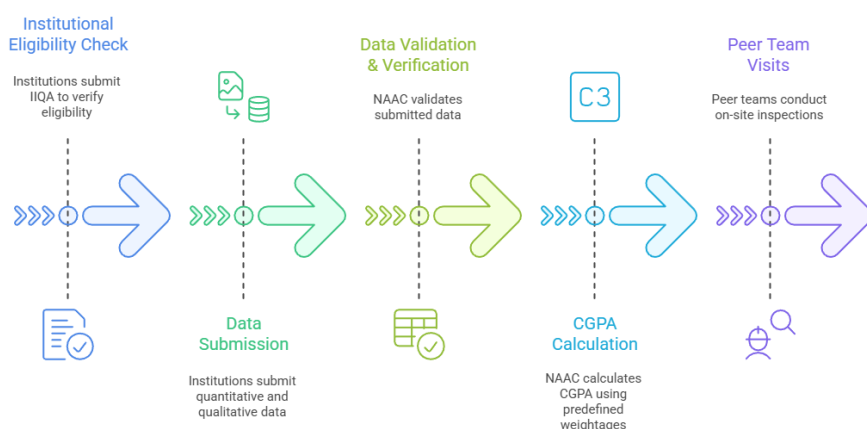 Institutional
Eligibility Check
Institutions submit
IIQA to verify
eligibility
Data
Submission
Institutions submit
quantitative and
qualitative data
Data Validation
& Verification
NAAC validates
submitted data
C3
CGPA
Calculation
NAAC calculates
CGPA using
predefined
weightages
Peer Team
Visits
Peer teams conduct
on-site inspections